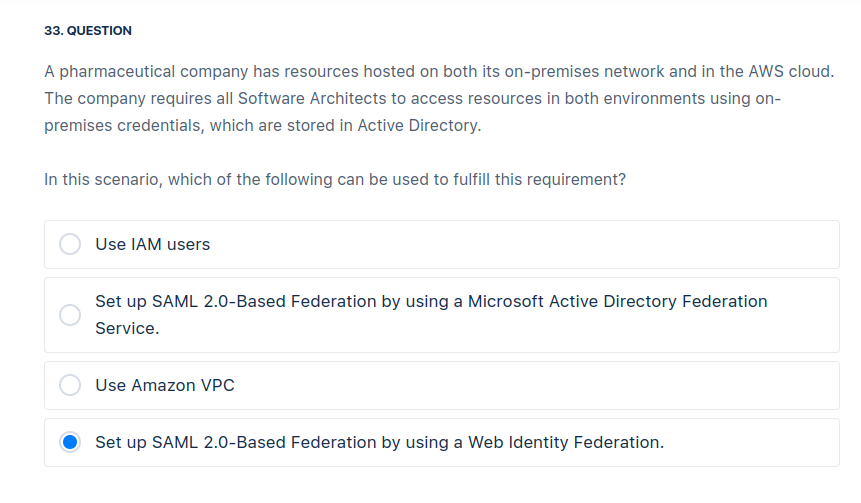 33. QUESTION
A pharmaceutical company has resources hosted on both its on-premises network and in the AWS cloud.
The company requires all Software Architects to access resources in both environments using on-
premises credentials, which are stored in Active Directory.
In this scenario, which of the following can be used to fulfill this requirement?
Use IAM users
Set up SAML 2.0-Based Federation by using a Microsoft Active Directory Federation
Service.
Use Amazon VPC
Set up SAML 2.0-Based Federation by using a Web Identity Federation.